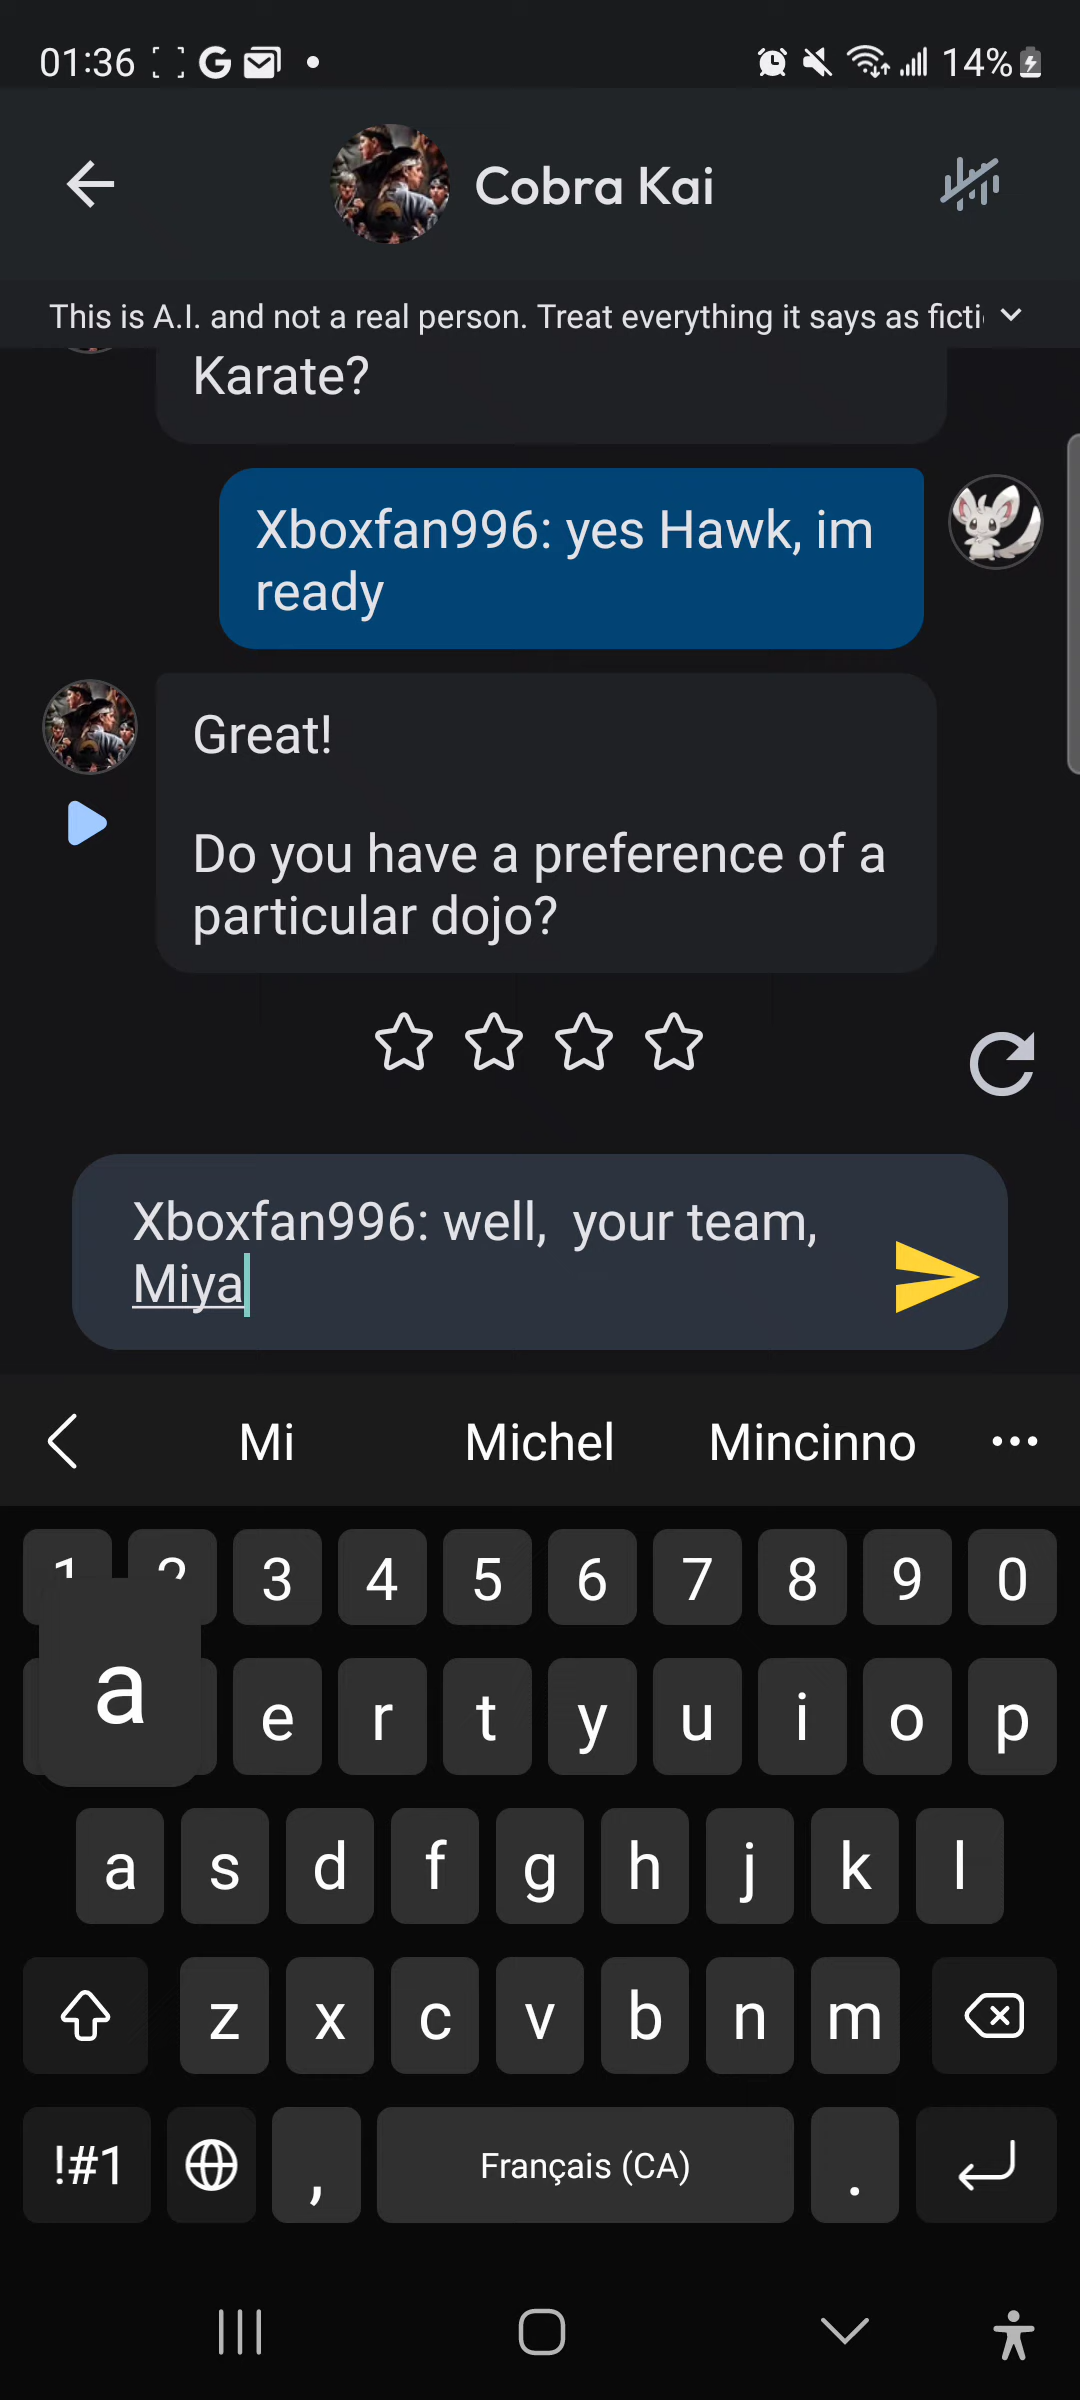 01:36 14%
Cobra Kai
This is A.I. and not a real person. Treat everything it says as ficti
Karate?
Xboxfan996: yes Hawk, im
ready
Great!
Do you have a preference of a
particular dojo?
Xboxfan996: well,  your team,
Miya
Mi Michel Mincinno ...
1 2 3 4 5 6 7 8 9 0
a e r t y u i o p
a s d f g h j k l
z x c v b n m
!#1 , Français (CA) .